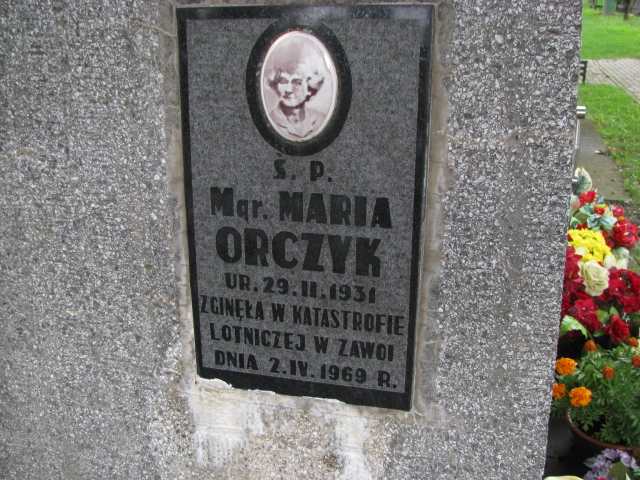 Ś. P.
Mgr. MARIA
ORCZYK
UR. 29. II. 1931
ZGINĘŁA W KATASTROFIE
LOTNICZEJ W ZAWOI
DNIA 2. IV. 1969 R.